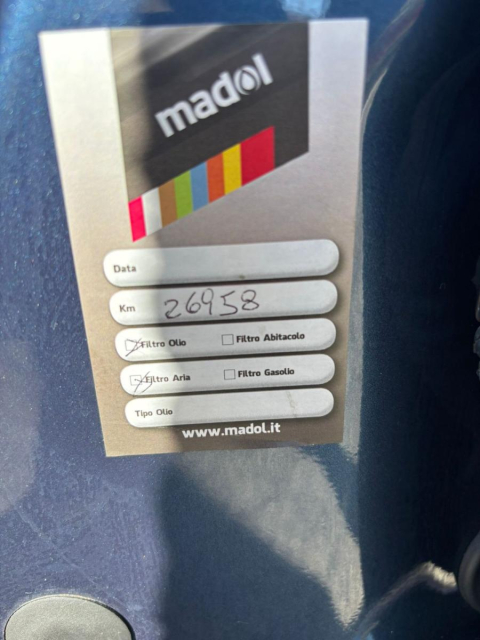 madol
Data
Km 26958
Filtro Olio Filtro Abitacolo
Filtro Aria Filtro Gasolio
Tipo Olio
www.madol.it